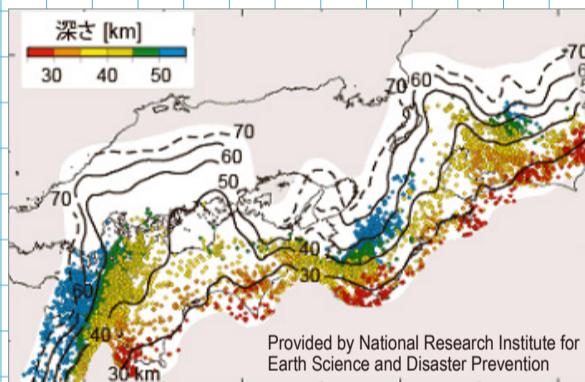 深さ [km]
30 40 50
70
60
70
60
50
70
70
60
40
30
60
40
30 km
Provided by National Research Institute for
Earth Science and Disaster Prevention